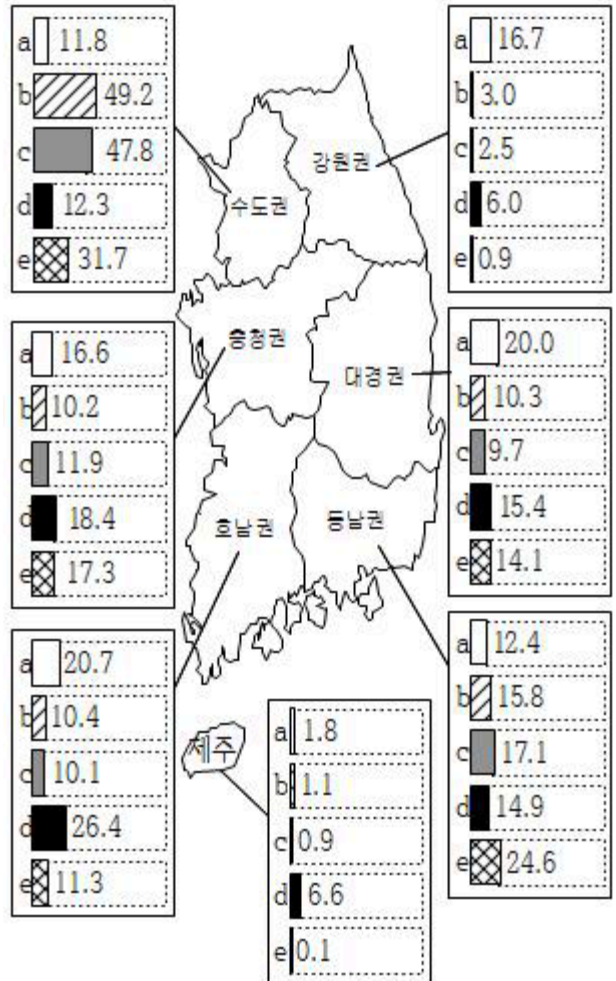 a 11.8
b 49.2
c 47.8
d 12.3
e 31.7
a 16.7
b 3.0
c 2.5
d 6.0
e 0.9
강원권
수도권
a 16.6
b 10.2
c 11.9
d 18.4
e 17.3
충청권
대경권
a 20.0
b 10.3
c 9.7
d 15.4
e 14.1
호남권
동남권
a 20.7
b 10.4
c 10.1
d 26.4
e 11.3
제주
a 1.8
b 1.1
c 0.9
d 6.6
e 0.1
a 12.4
b 15.8
c 17.1
d 14.9
e 24.6